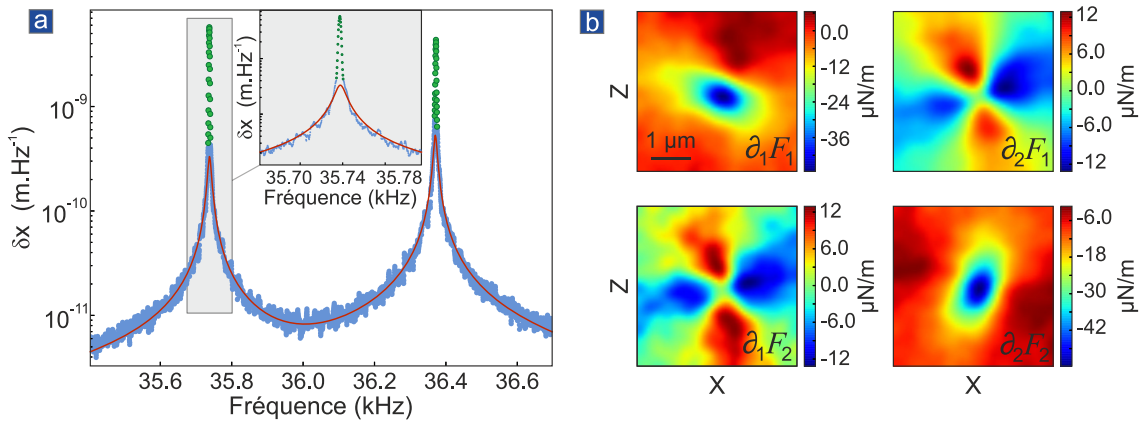 a
δx (m.Hz⁻¹)
10⁻⁹
10⁻¹⁰
10⁻¹¹
35.6 35.8 36.0 36.2 36.4 36.6
Fréquence (kHz)
δx (m.Hz⁻¹)
35.70 35.74 35.78
Fréquence (kHz)
b
Z
1 µm
∂₁F₁
0.0
-12
-24
-36
µN/m
∂₂F₁
12
6.0
0.0
-6.0
-12
µN/m
Z
X
∂₁F₂
12
6.0
0.0
-6.0
-12
µN/m
X
∂₂F₂
-6.0
-18
-30
-42
µN/m